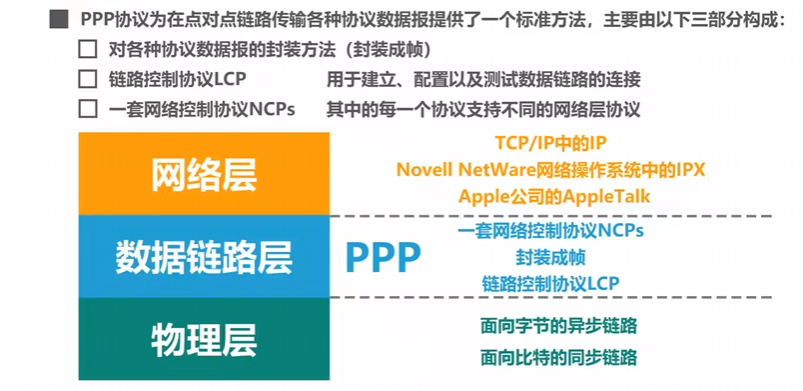 PPP协议为在点对点链路传输各种协议数据报提供了一个标准方法，主要由以下三部分构成：
对各种协议数据报的封装方法（封装成帧）
链路控制协议LCP 用于建立、配置以及测试数据链路的连接
一套网络控制协议NCPs 其中的每一个协议支持不同的网络层协议
网络层
TCP/IP中的IP
Novell NetWare网络操作系统中的IPX
Apple公司的AppleTalk
数据链路层
PPP
一套网络控制协议NCPs
封装成帧
链路控制协议LCP
物理层
面向字节的异步链路
面向比特的同步链路